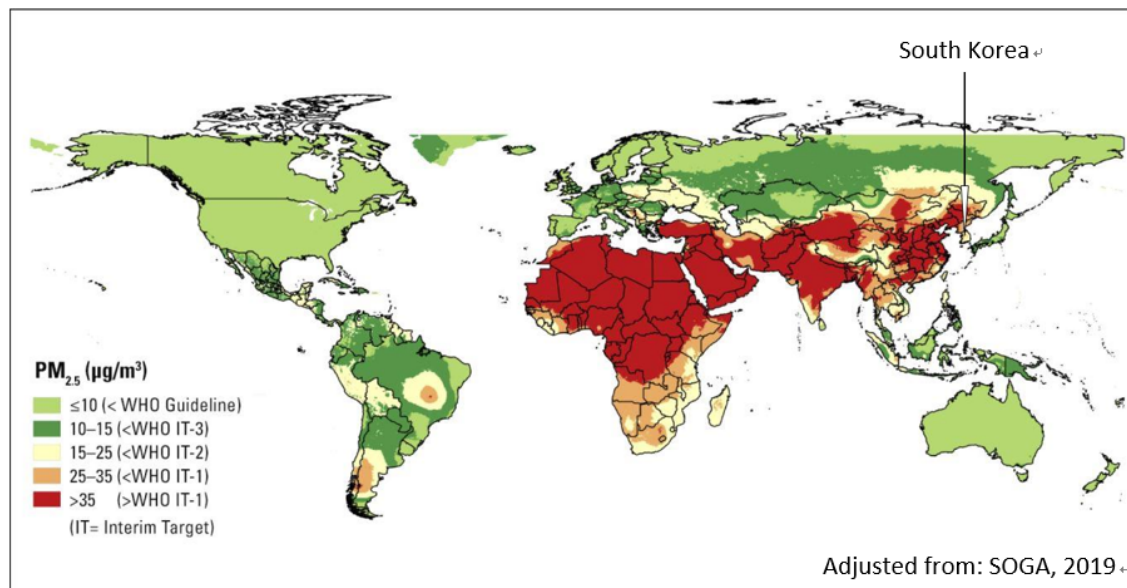 South Korea
PM2.5 (µg/m³)
≤10 (< WHO Guideline)
10–15 (<WHO IT-3)
15–25 (<WHO IT-2)
25–35 (<WHO IT-1)
>35 (>WHO IT-1)
(IT= Interim Target)
Adjusted from: SOGA, 2019